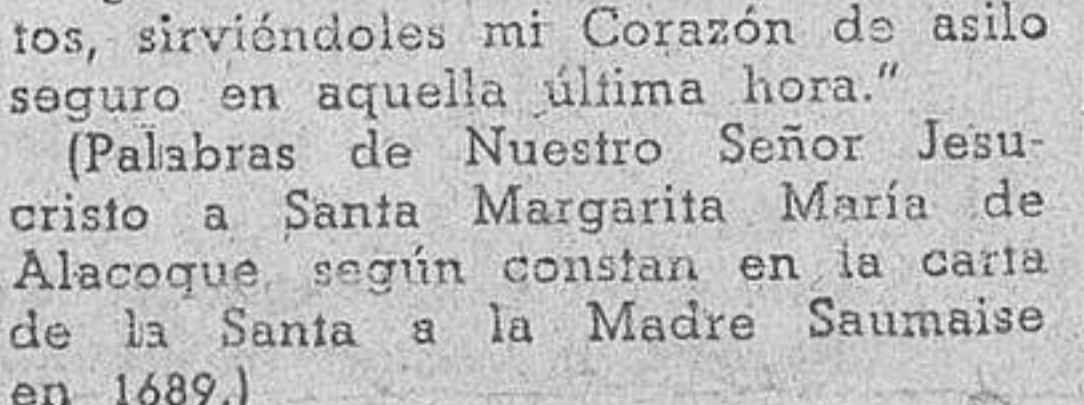 tos, sirviéndoles mi Corazón de asilo
seguro en aquella última hora."
(Palabras de Nuestro Señor Jesu-
cristo a Santa Margarita María de
Alacoque, según constan en la carta
de la Santa a la Madre Saumaise
en 1689.)